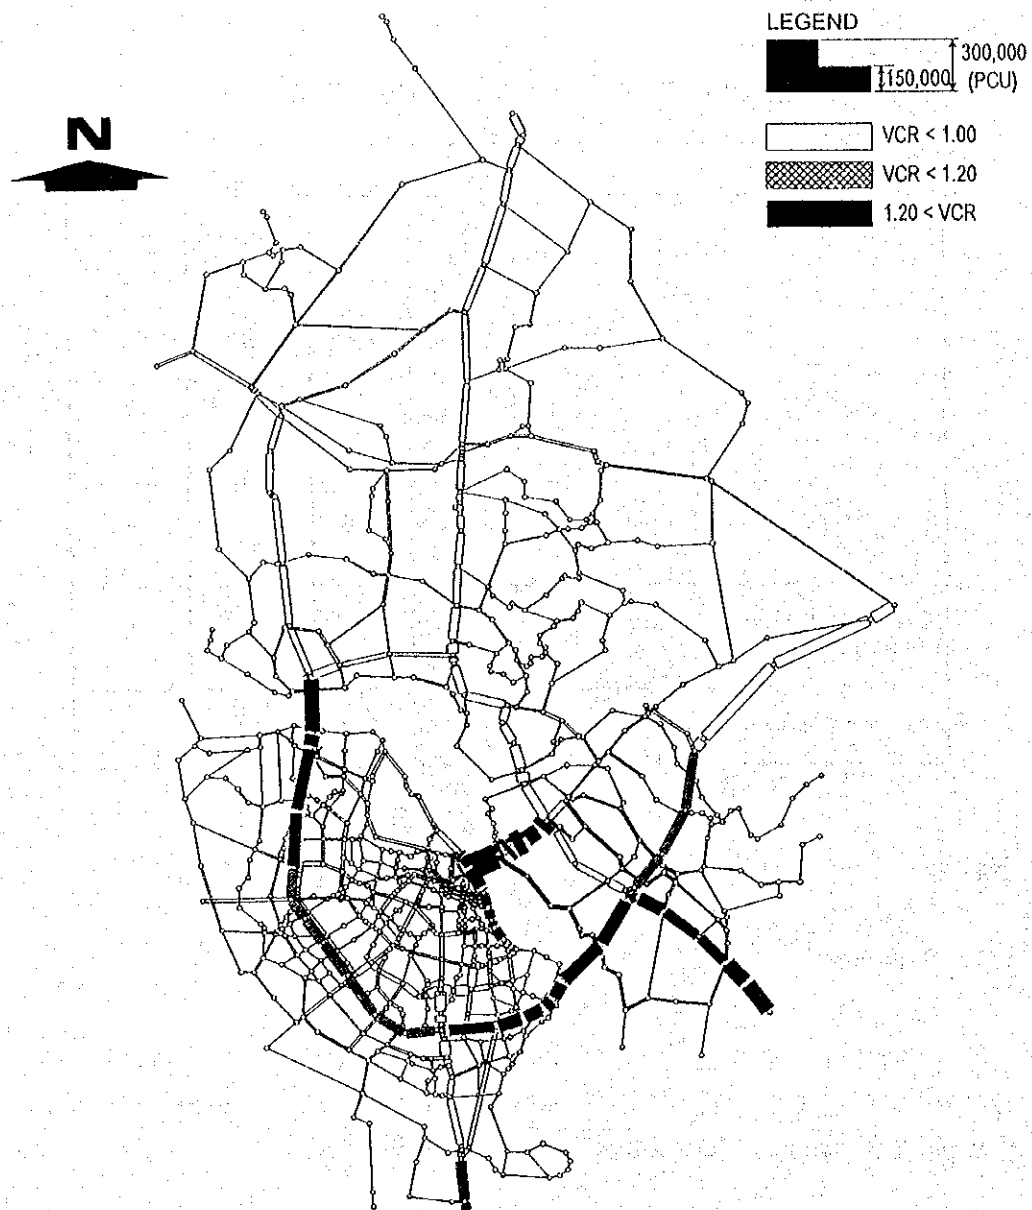 LEGEND
300,000
150,000 (PCU)
VCR < 1.00
N
VCR < 1.20
1.20 < VCR